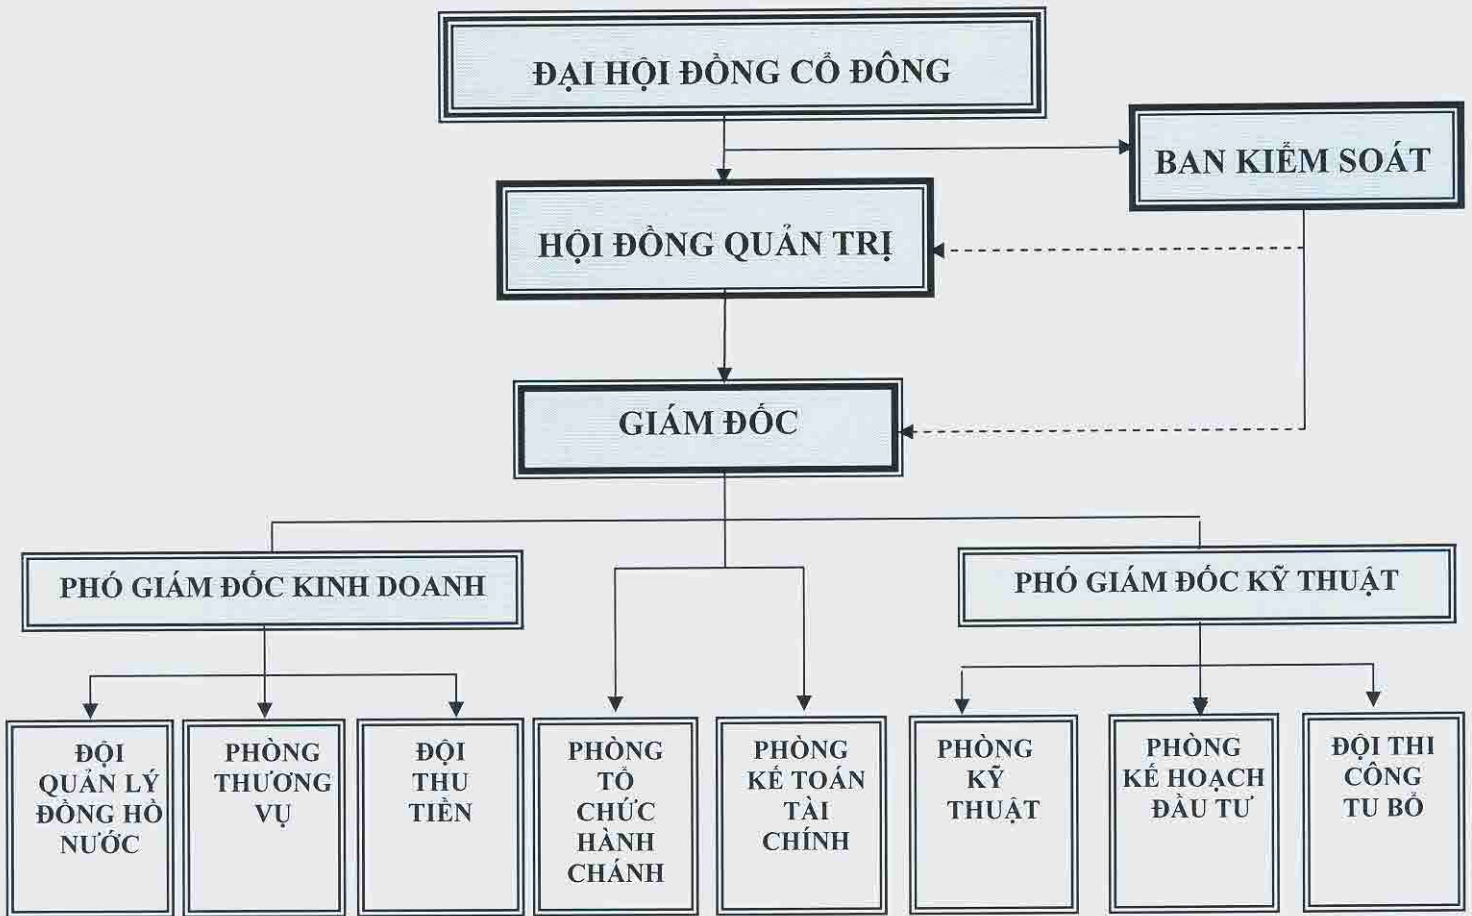 ĐẠI HỘI ĐỒNG CỔ ĐÔNG
BAN KIỂM SOÁT
HỘI ĐỒNG QUẢN TRỊ
GIÁM ĐỐC
PHÓ GIÁM ĐỐC KINH DOANH
PHÓ GIÁM ĐỐC KỸ THUẬT
ĐỘI
QUẢN LÝ
ĐỒNG HỒ
NƯỚC
PHÒNG
THƯƠNG
VỤ
ĐỘI
THU
TIỀN
PHÒNG
TỔ
CHỨC
HÀNH
CHÁNH
PHÒNG
KẾ TOÁN
TÀI
CHÍNH
PHÒNG
KỸ
THUẬT
PHÒNG
KẾ HOẠCH
ĐẦU TƯ
ĐỘI THI
CÔNG
TU BỔ